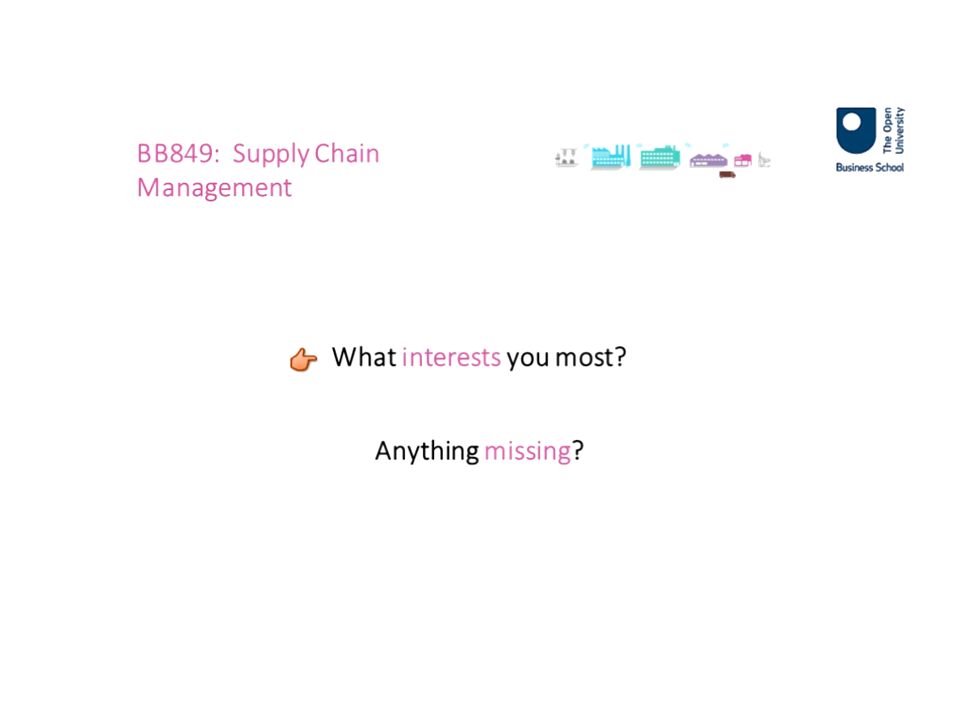 BB849: Supply Chain
Management
The Open
University
Business School
What interests you most?
Anything missing?